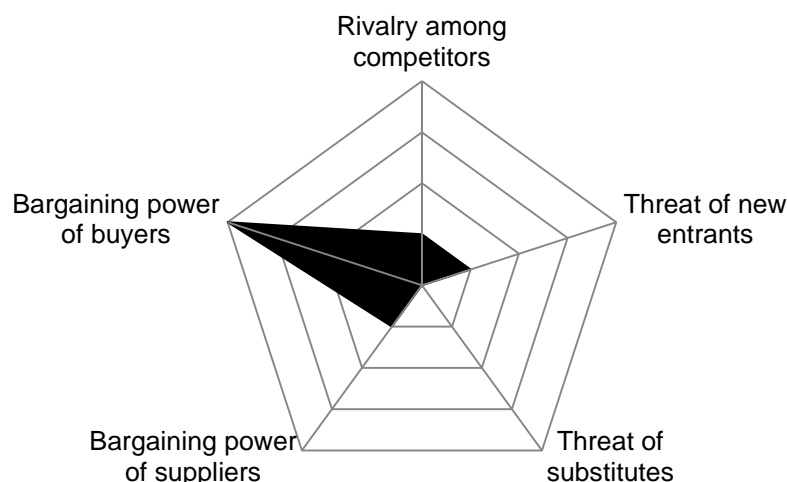 Rivalry among
competitors
Bargaining power
of buyers
Threat of new
entrants
Bargaining power
of suppliers
Threat of
substitutes